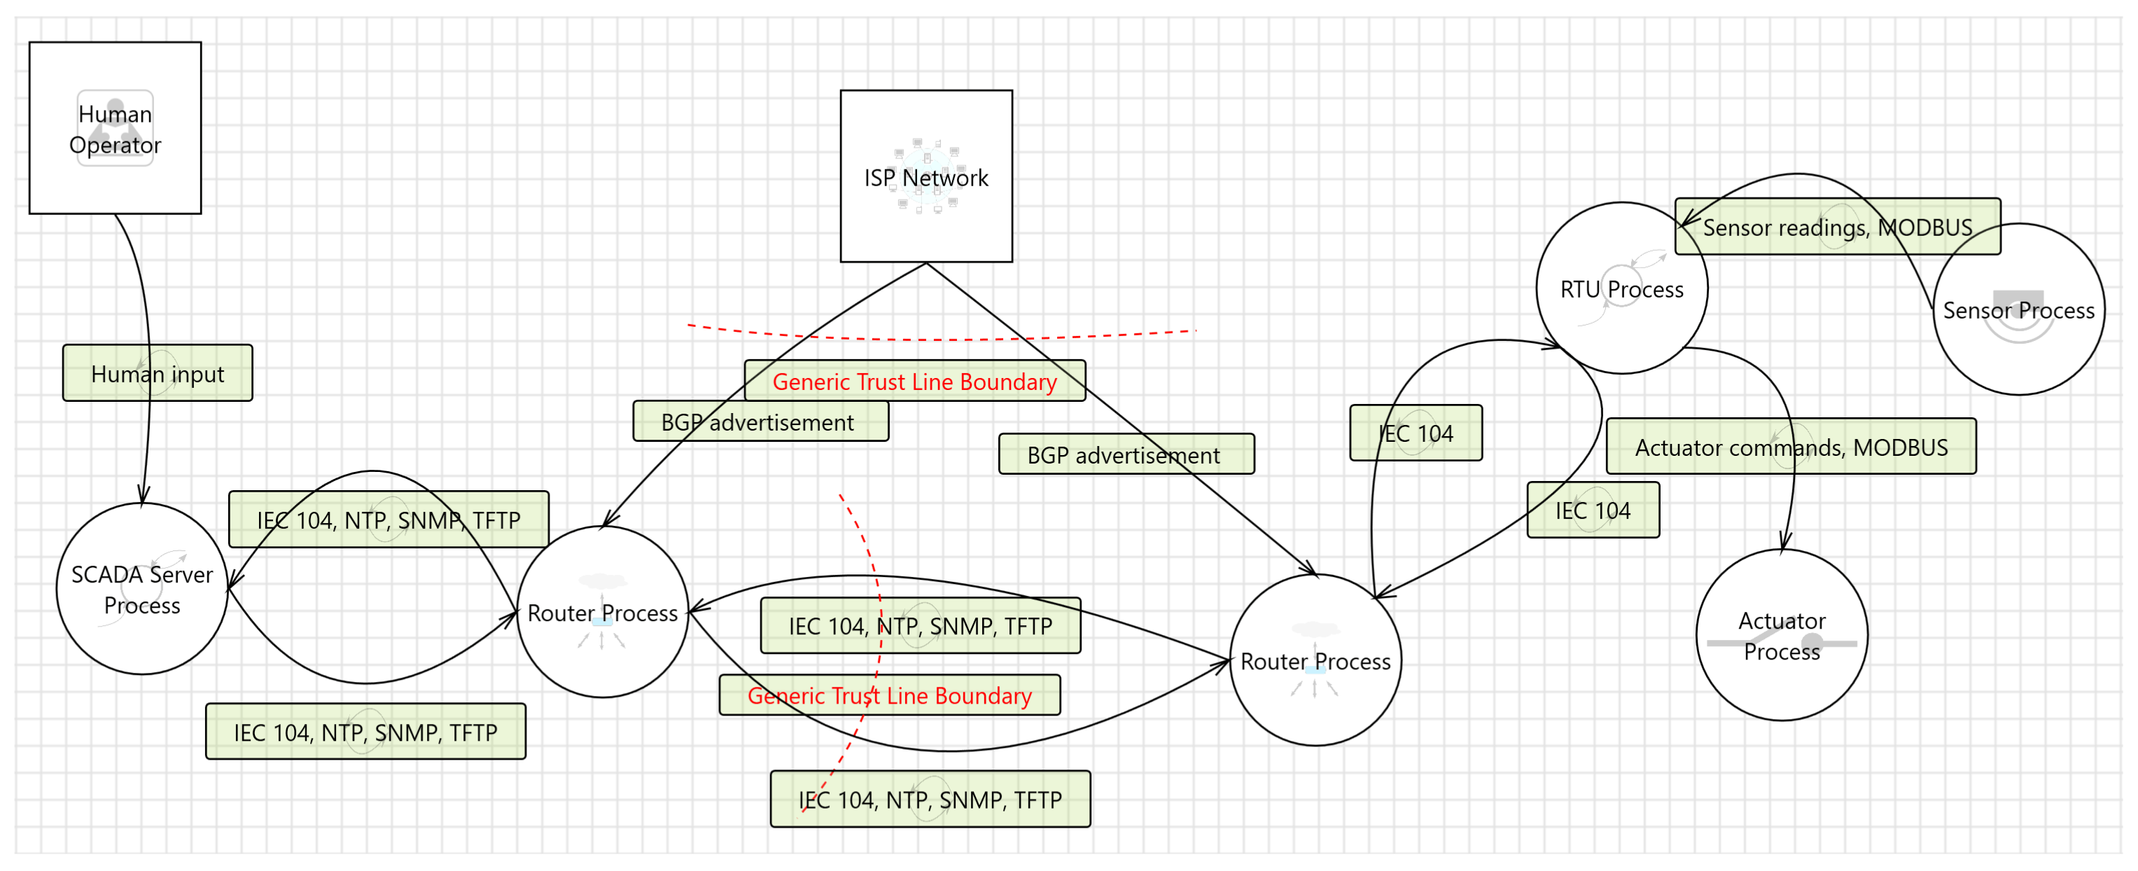 Human
Operator
ISP Network
Sensor readings, MODBUS
RTU Process
Sensor Process
Human input
Generic Trust Line Boundary
BGP advertisement
BGP advertisement
IEC 104
Actuator commands, MODBUS
IEC 104
IEC 104, NTP, SNMP, TFTP
SCADA Server
Process
Router Process
IEC 104, NTP, SNMP, TFTP
Router Process
Actuator
Process
Generic Trust Line Boundary
IEC 104, NTP, SNMP, TFTP
IEC 104, NTP, SNMP, TFTP